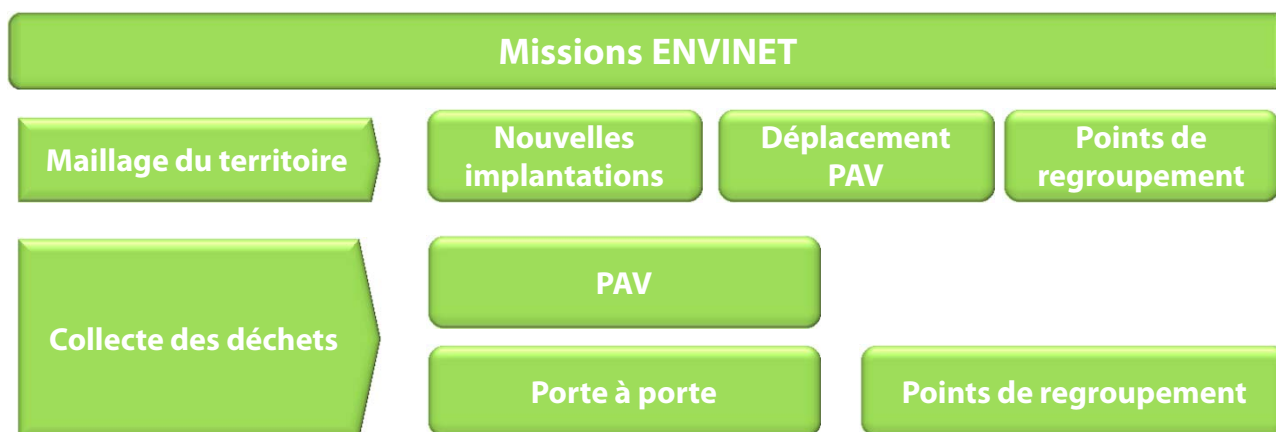 Missions ENVINET
Maillage du territoire
Nouvelles
implantations
Déplacement
PAV
Points de
regroupement
Collecte des déchets
PAV
Porte à porte
Points de regroupement